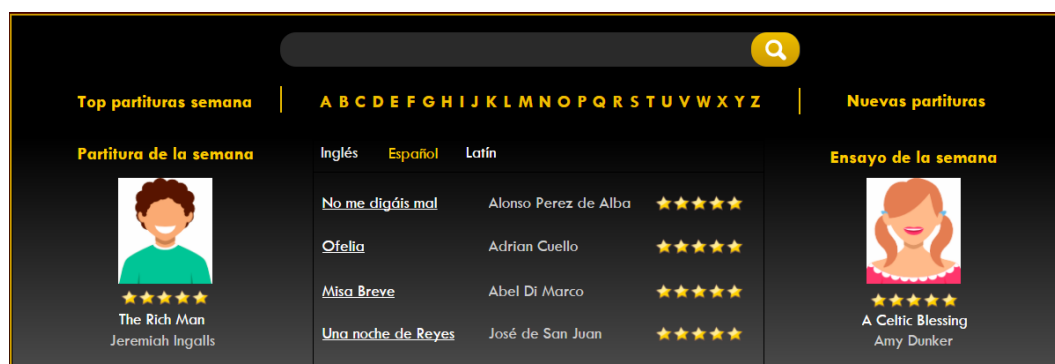 Top partituras semana
A B C D E F G H I J K L M N O P Q R S T U V W X Y Z
Nuevas partituras
Partitura de la semana
The Rich Man
Jeremiah Ingalls
Inglés Español Latín
No me digáis mal Alonso Perez de Alba
Ofelia Adrian Cuello
Misa Breve Abel Di Marco
Una noche de Reyes José de San Juan
Ensayo de la semana
A Celtic Blessing
Amy Dunker